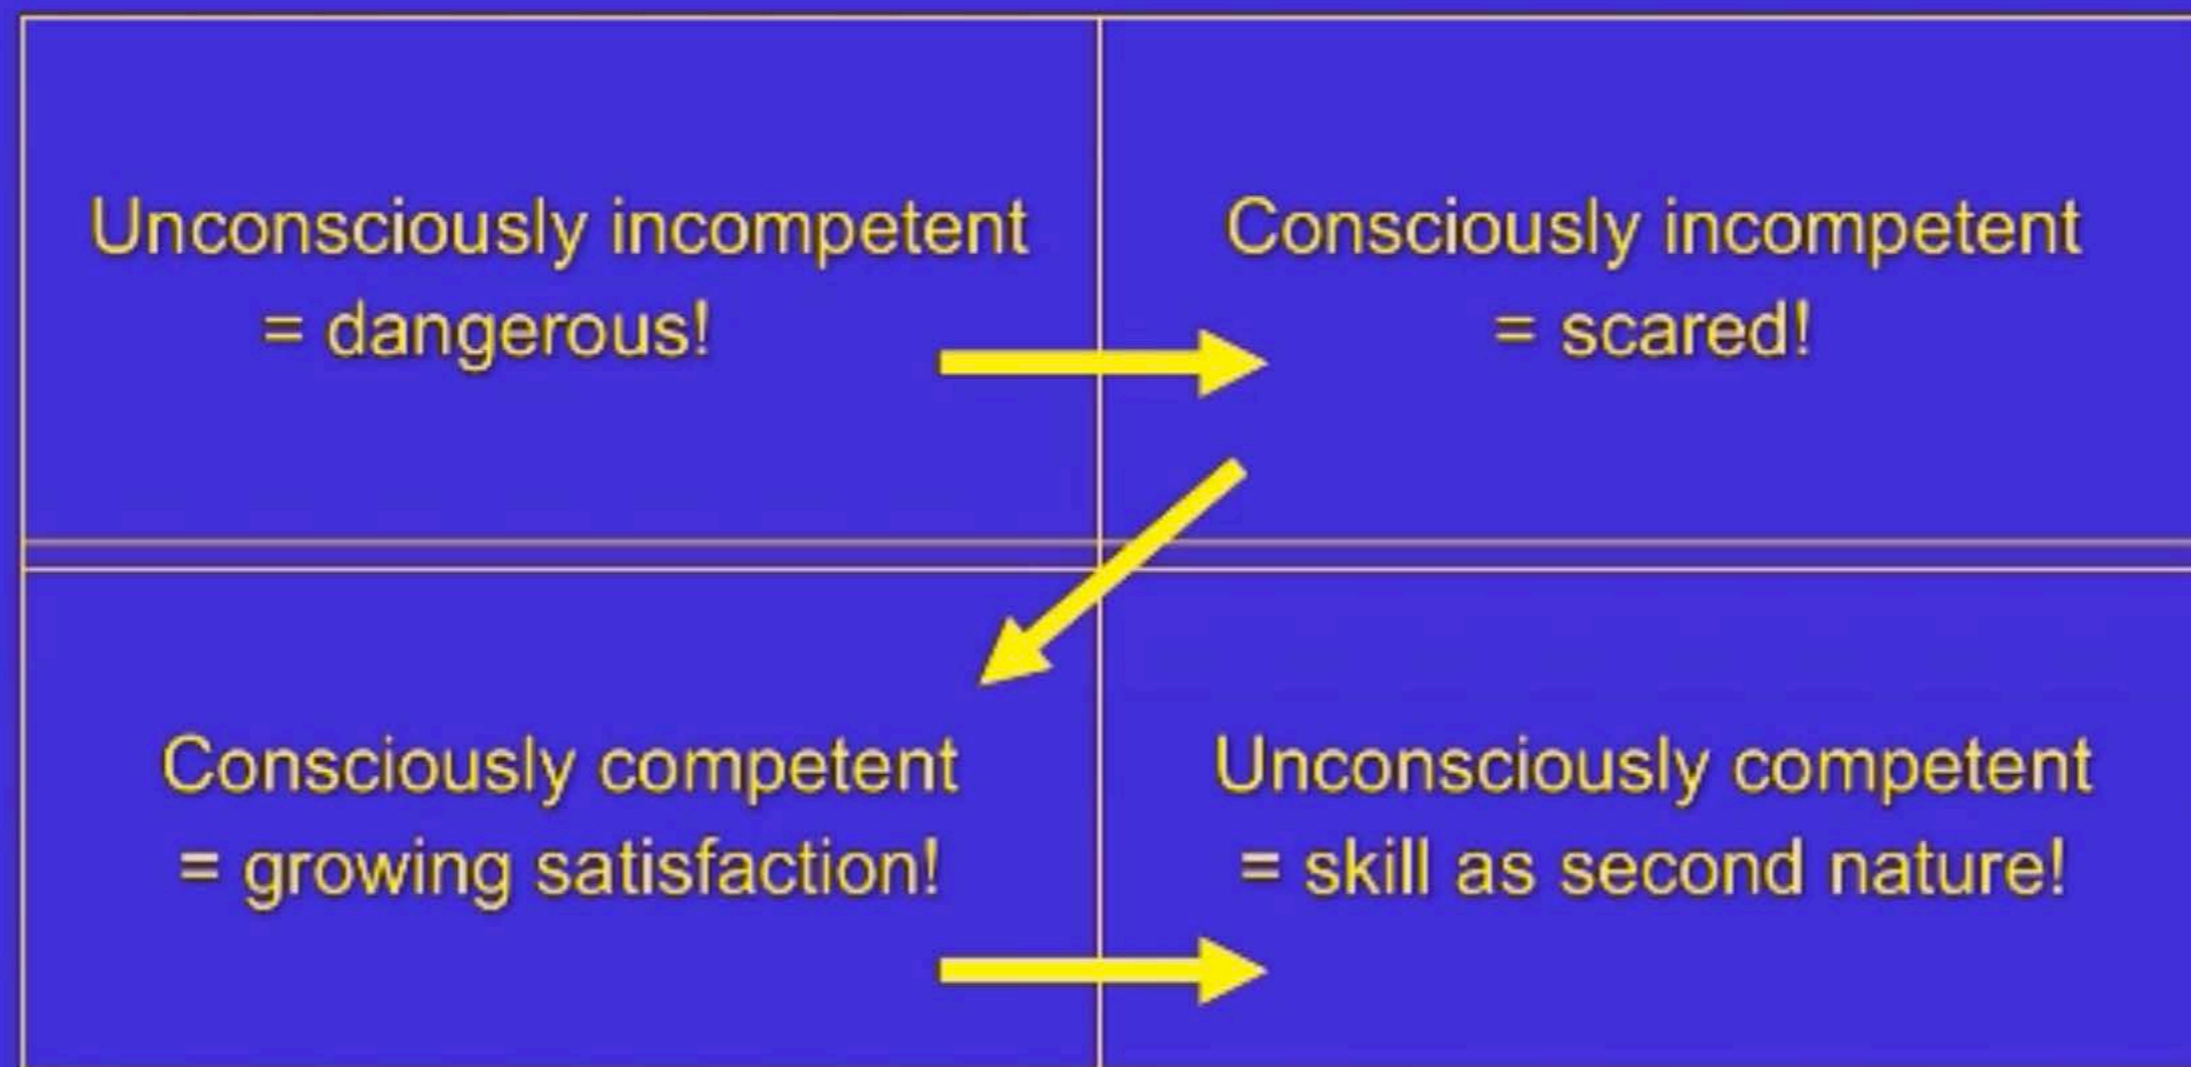 Unconsciously incompetent
= dangerous!
Consciously incompetent
= scared!
Consciously competent
= growing satisfaction!
Unconsciously competent
= skill as second nature!